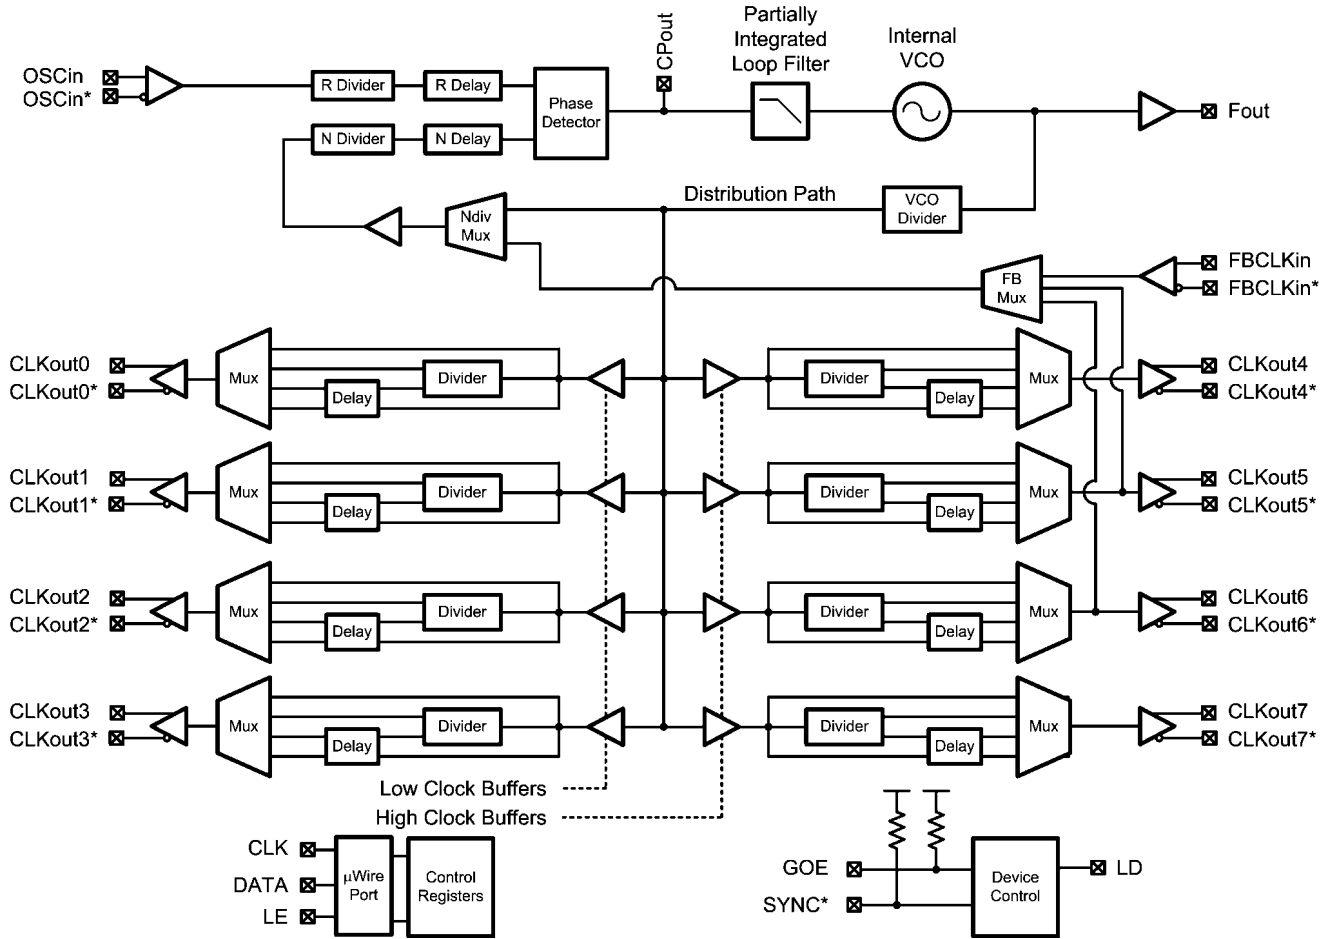 Partially
Integrated
Loop Filter
Internal
VCO
CPout
OSCin
OSCin*
R Divider
R Delay
Phase
Detector
N Divider
N Delay
Fout
Distribution Path
VCO
Divider
Ndiv
Mux
FB
Mux
FBCLKin
FBCLKin*
CLKout0
CLKout0*
Mux
Divider
Delay
Divider
Delay
Mux
CLKout4
CLKout4*
CLKout1
CLKout1*
Mux
Divider
Delay
Divider
Delay
Mux
CLKout5
CLKout5*
CLKout2
CLKout2*
Mux
Divider
Delay
Divider
Delay
Mux
CLKout6
CLKout6*
CLKout3
CLKout3*
Mux
Divider
Delay
Divider
Delay
Mux
CLKout7
CLKout7*
Low Clock Buffers
High Clock Buffers
CLK
DATA
LE
µWire
Port
Control
Registers
GOE
SYNC*
Device
Control
LD